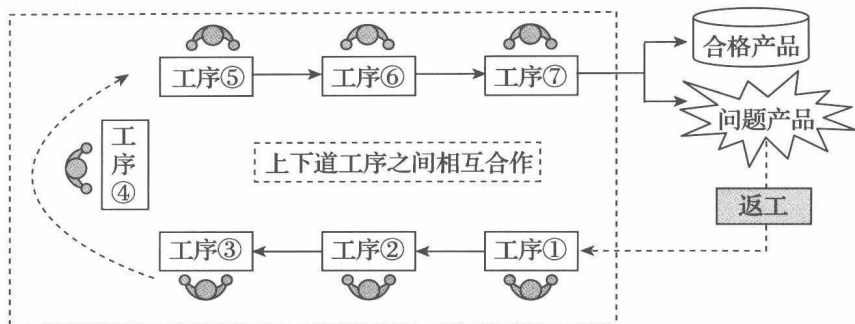 工序⑤
工序⑥
工序⑦
合格产品
问题产品
工序④
上下道工序之间相互合作
返工
工序③
工序②
工序①